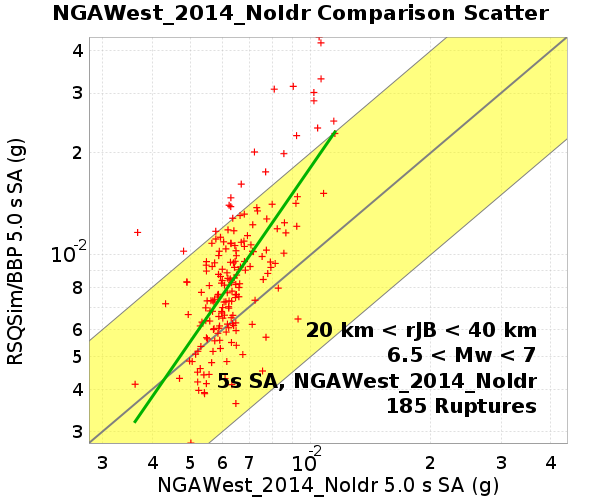 NGAWest_2014_NoIdr Comparison Scatter
RSQSim/BBP 5.0 s SA (g)
4
3
2
10-2
8
6
5
4
3
20 km < rJB < 40 km
6.5 < Mw < 7
5s SA, NGAWest_2014_NoIdr
185 Ruptures
3 4 5 6 7 10-2 2 3 4
NGAWest_2014_NoIdr 5.0 s SA (g)